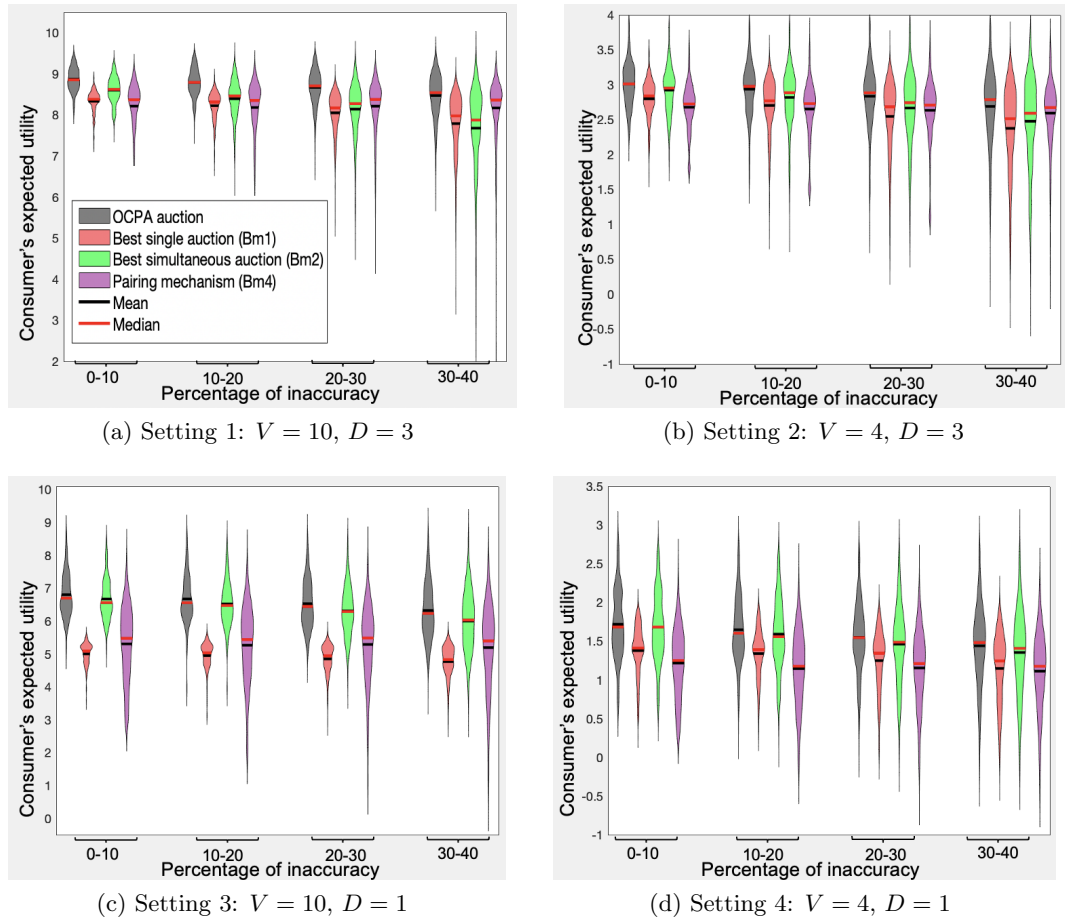 10
9
8
7
6
5
4
3
2
Consumer's expected utility
OCPA auction
Best single auction (Bm1)
Best simultaneous auction (Bm2)
Pairing mechanism (Bm4)
Mean
Median
0-10 10-20 20-30 30-40
Percentage of inaccuracy
(a) Setting 1: V = 10, D = 3
4
3.5
3
2.5
2
1.5
1
0.5
0
-0.5
-1
Consumer's expected utility
0-10 10-20 20-30 30-40
Percentage of inaccuracy
(b) Setting 2: V = 4, D = 3
10
9
8
7
6
5
4
3
2
1
0
Consumer's expected utility
0-10 10-20 20-30 30-40
Percentage of inaccuracy
(c) Setting 3: V = 10, D = 1
3.5
3
2.5
2
1.5
1
0.5
0
-0.5
-1
Consumer's expected utility
0-10 10-20 20-30 30-40
Percentage of inaccuracy
(d) Setting 4: V = 4, D = 1